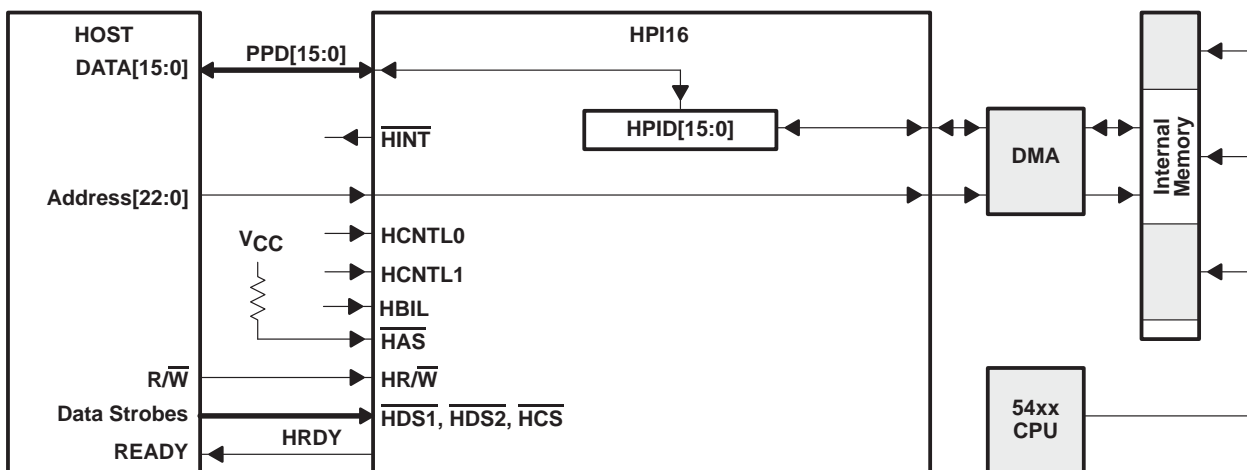 HOST
HPI16
DATA[15:0]
PPD[15:0]
HPID[15:0]
HINT
DMA
Internal
Memory
Address[22:0]
VCC
HCNTL0
HCNTL1
HBIL
HAS
R/W
HR/W
Data Strobes
HDS1, HDS2, HCS
54xx
CPU
HRDY
READY